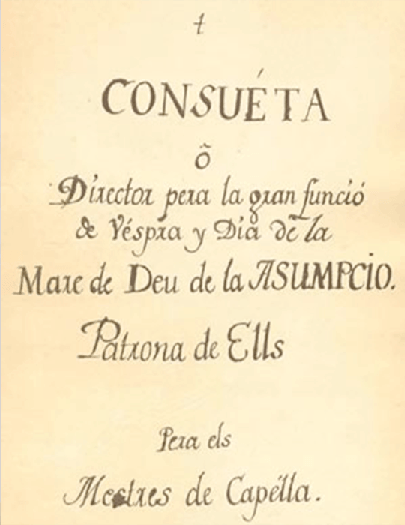 †
CONSUÉTA
õ
Director pera la gran funció
de Véspra y Dia de la
Mare de Deu de la ASUMPCIO.
Patrona de Ells
Pera els
Mestres de Capélla.